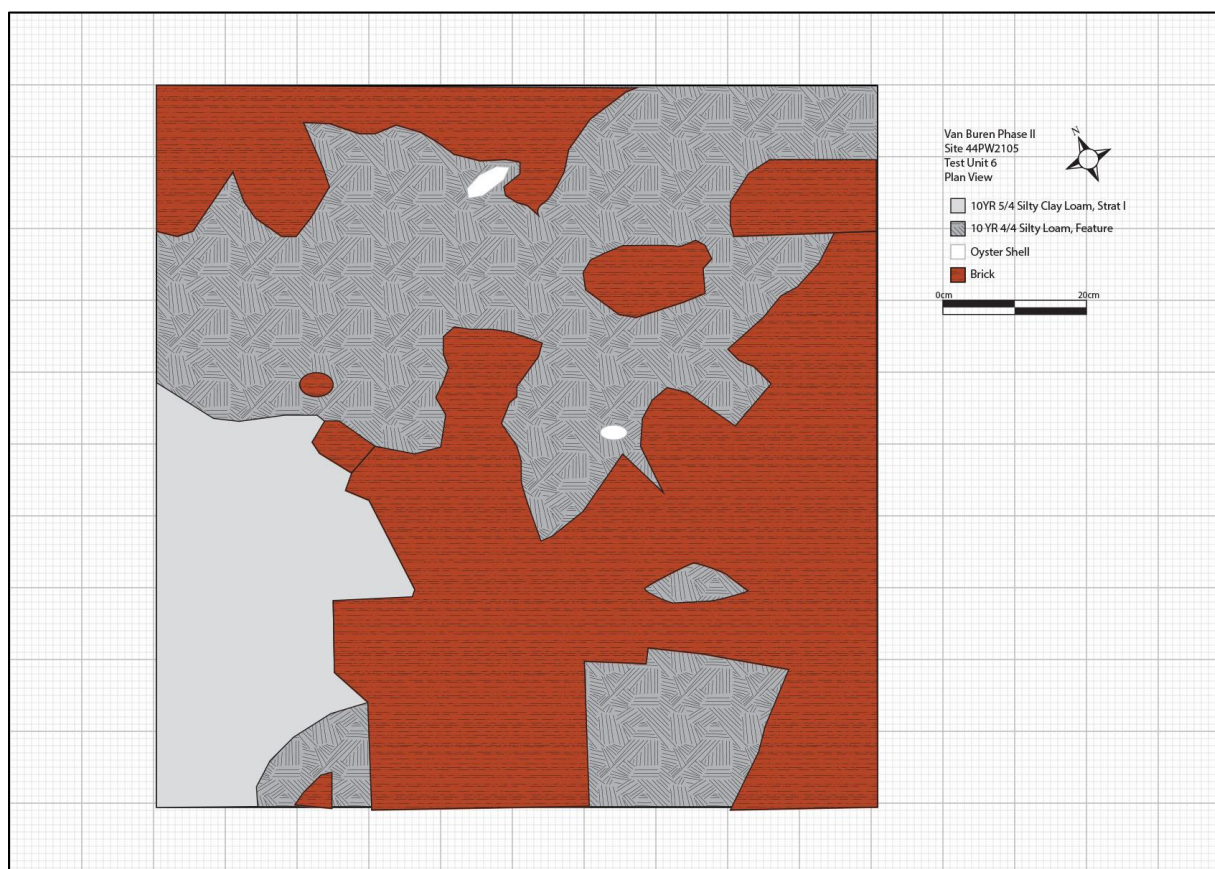 Van Buren Phase II
Site 44PW2105
Test Unit 6
Plan View
N
10YR 5/4 Silty Clay Loam, Strat I
10 YR 4/4 Silty Loam, Feature
Oyster Shell
Brick
0cm 20cm